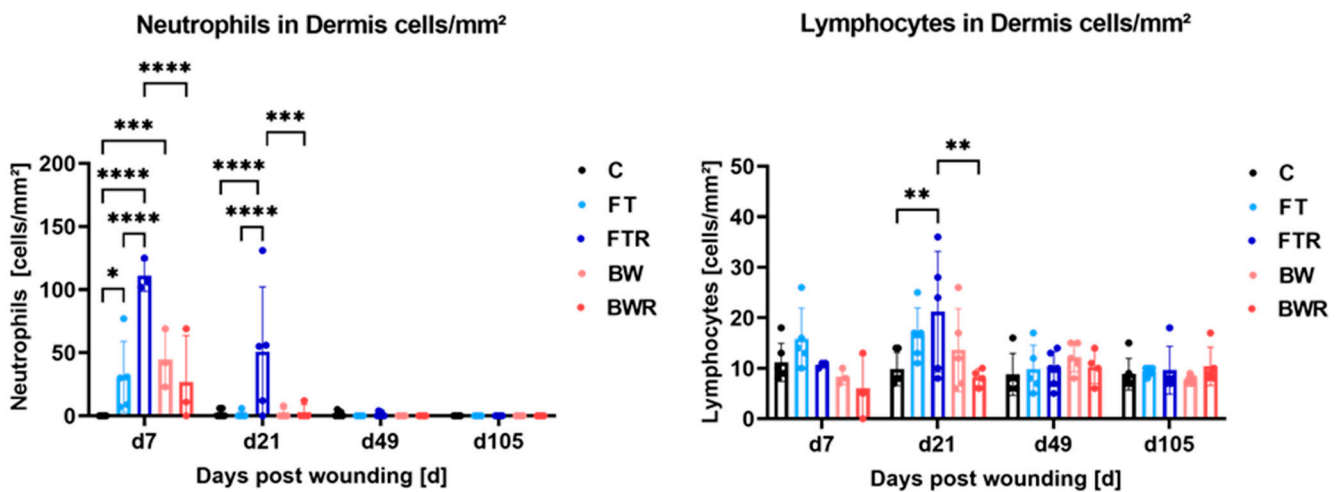 Neutrophils in Dermis cells/mm²
Neutrophils [cells/mm²]
200
150
100
50
0
****
***
****
****
*
***
****
****
d7
d21
d49
d105
Days post wounding [d]
C
FT
FTR
BW
BWR
Lymphocytes in Dermis cells/mm²
Lymphocytes [cells/mm²]
50
40
30
20
10
0
**
**
d7
d21
d49
d105
Days post wounding [d]
C
FT
FTR
BW
BWR